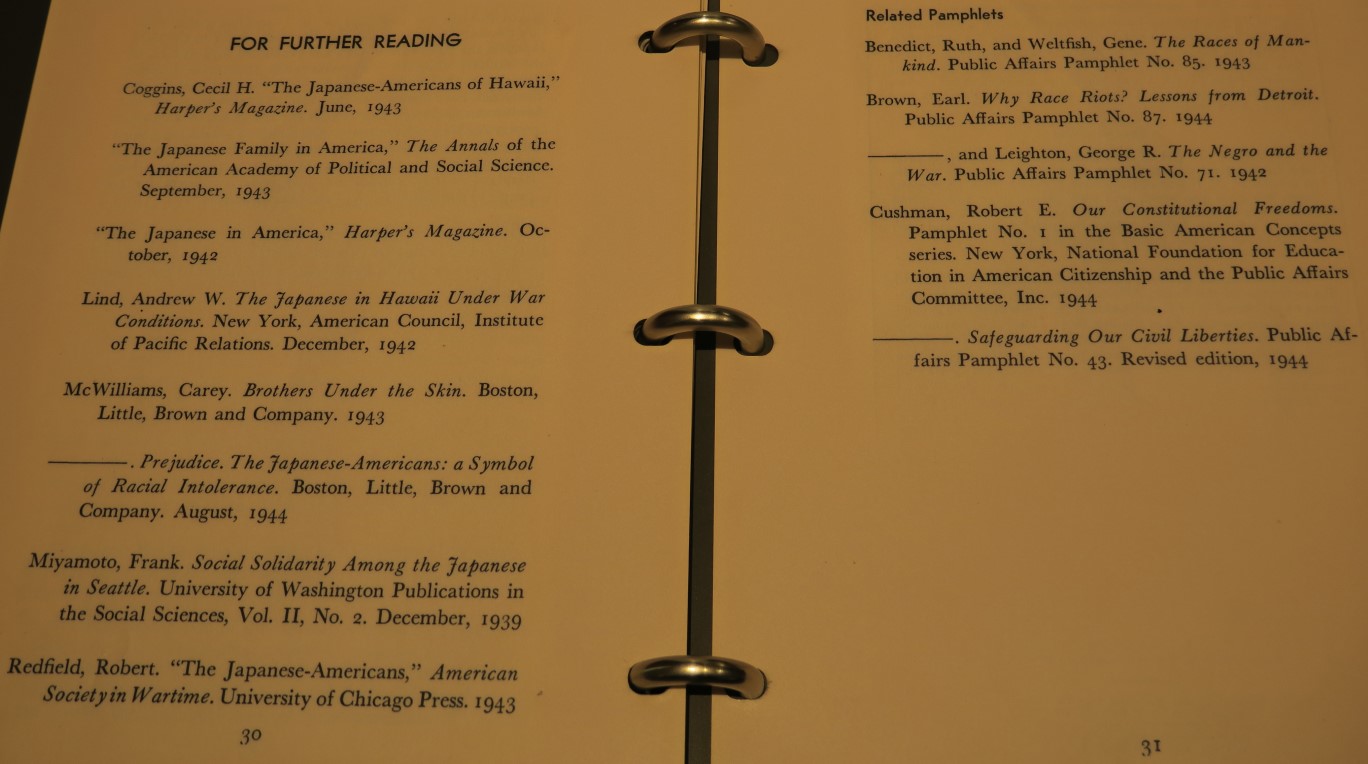 FOR FURTHER READING
Coggins, Cecil H. “The Japanese-Americans of Hawaii,”
Harper's Magazine. June, 1943
“The Japanese Family in America,” The Annals of the
American Academy of Political and Social Science.
September, 1943
“The Japanese in America,” Harper's Magazine. Oc-
tober, 1942
Lind, Andrew W. The Japanese in Hawaii Under War
Conditions. New York, American Council, Institute
of Pacific Relations. December, 1942
McWilliams, Carey. Brothers Under the Skin. Boston,
Little, Brown and Company. 1943
———. Prejudice. The Japanese-Americans: a Symbol
of Racial Intolerance. Boston, Little, Brown and
Company. August, 1944
Miyamoto, Frank. Social Solidarity Among the Japanese
in Seattle. University of Washington Publications in
the Social Sciences, Vol. II, No. 2. December, 1939
Redfield, Robert. “The Japanese-Americans,” American
Society in Wartime. University of Chicago Press. 1943
30
Related Pamphlets
Benedict, Ruth, and Weltfish, Gene. The Races of Man-
kind. Public Affairs Pamphlet No. 85. 1943
Brown, Earl. Why Race Riots? Lessons from Detroit.
Public Affairs Pamphlet No. 87. 1944
———, and Leighton, George R. The Negro and the
War. Public Affairs Pamphlet No. 71. 1942
Cushman, Robert E. Our Constitutional Freedoms.
Pamphlet No. 1 in the Basic American Concepts
series. New York, National Foundation for Educa-
tion in American Citizenship and the Public Affairs
Committee, Inc. 1944
———. Safeguarding Our Civil Liberties. Public Af-
fairs Pamphlet No. 43. Revised edition, 1944
31